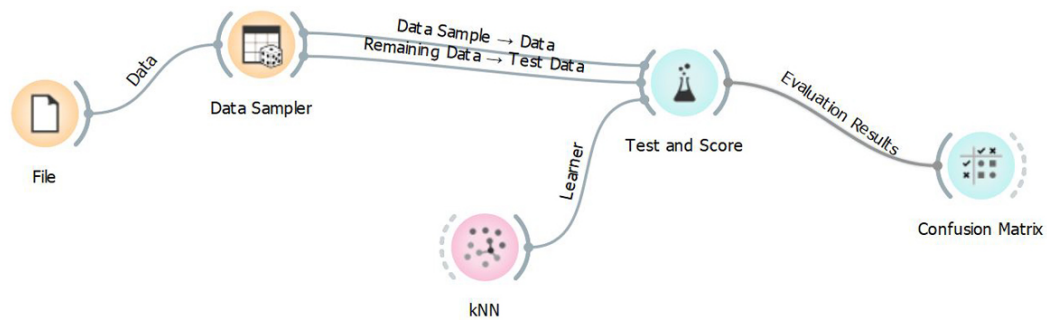 Data Sample → Data
Remaining Data → Test Data
Data
Data Sampler
Evaluation Results
Test and Score
File
Learner
Confusion Matrix
kNN